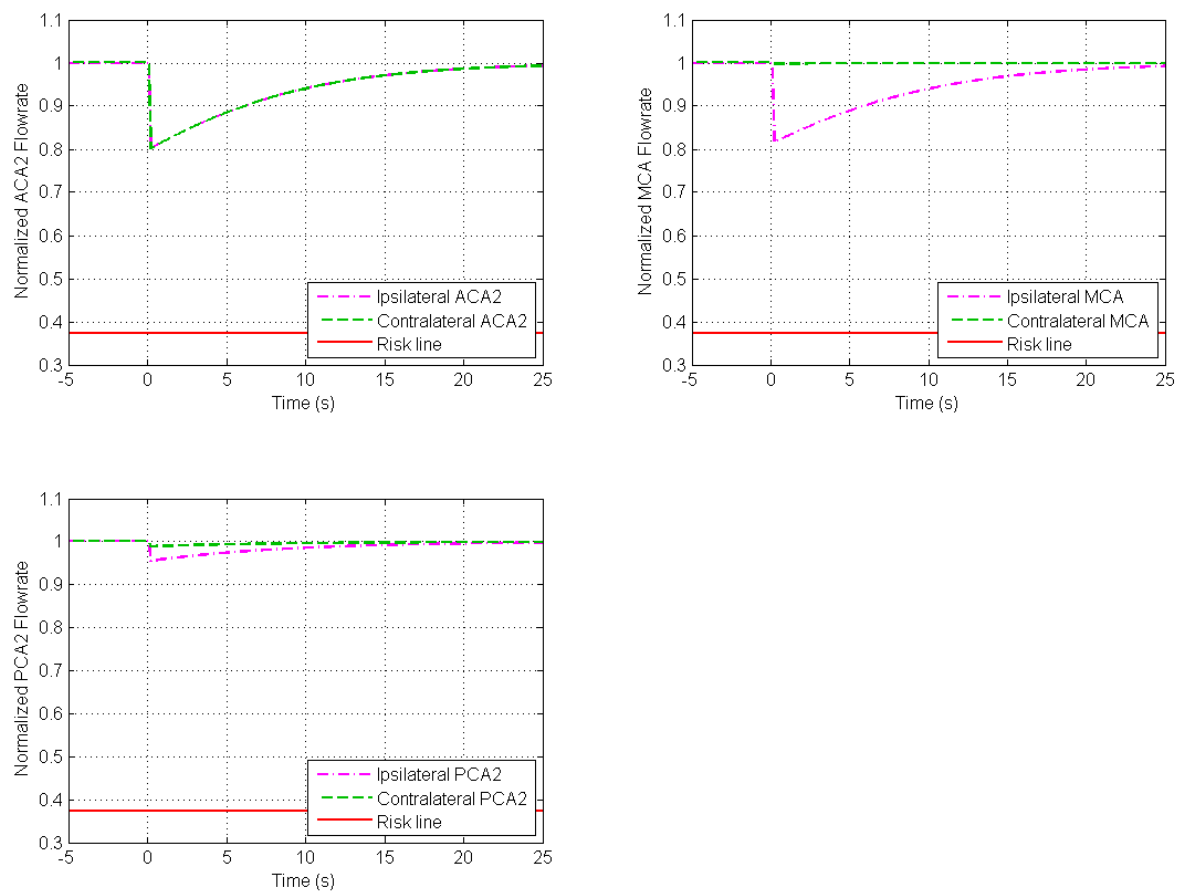 Normalized ACA2 Flowrate
1.1
1
0.9
0.8
0.7
0.6
0.5
0.4
0.3
Ipsilateral ACA2
Contralateral ACA2
Risk line
-5 0 5 10 15 20 25
Time (s)
Normalized MCA Flowrate
1.1
1
0.9
0.8
0.7
0.6
0.5
0.4
0.3
Ipsilateral MCA
Contralateral MCA
Risk line
-5 0 5 10 15 20 25
Time (s)
Normalized PCA2 Flowrate
1.1
1
0.9
0.8
0.7
0.6
0.5
0.4
0.3
Ipsilateral PCA2
Contralateral PCA2
Risk line
-5 0 5 10 15 20 25
Time (s)